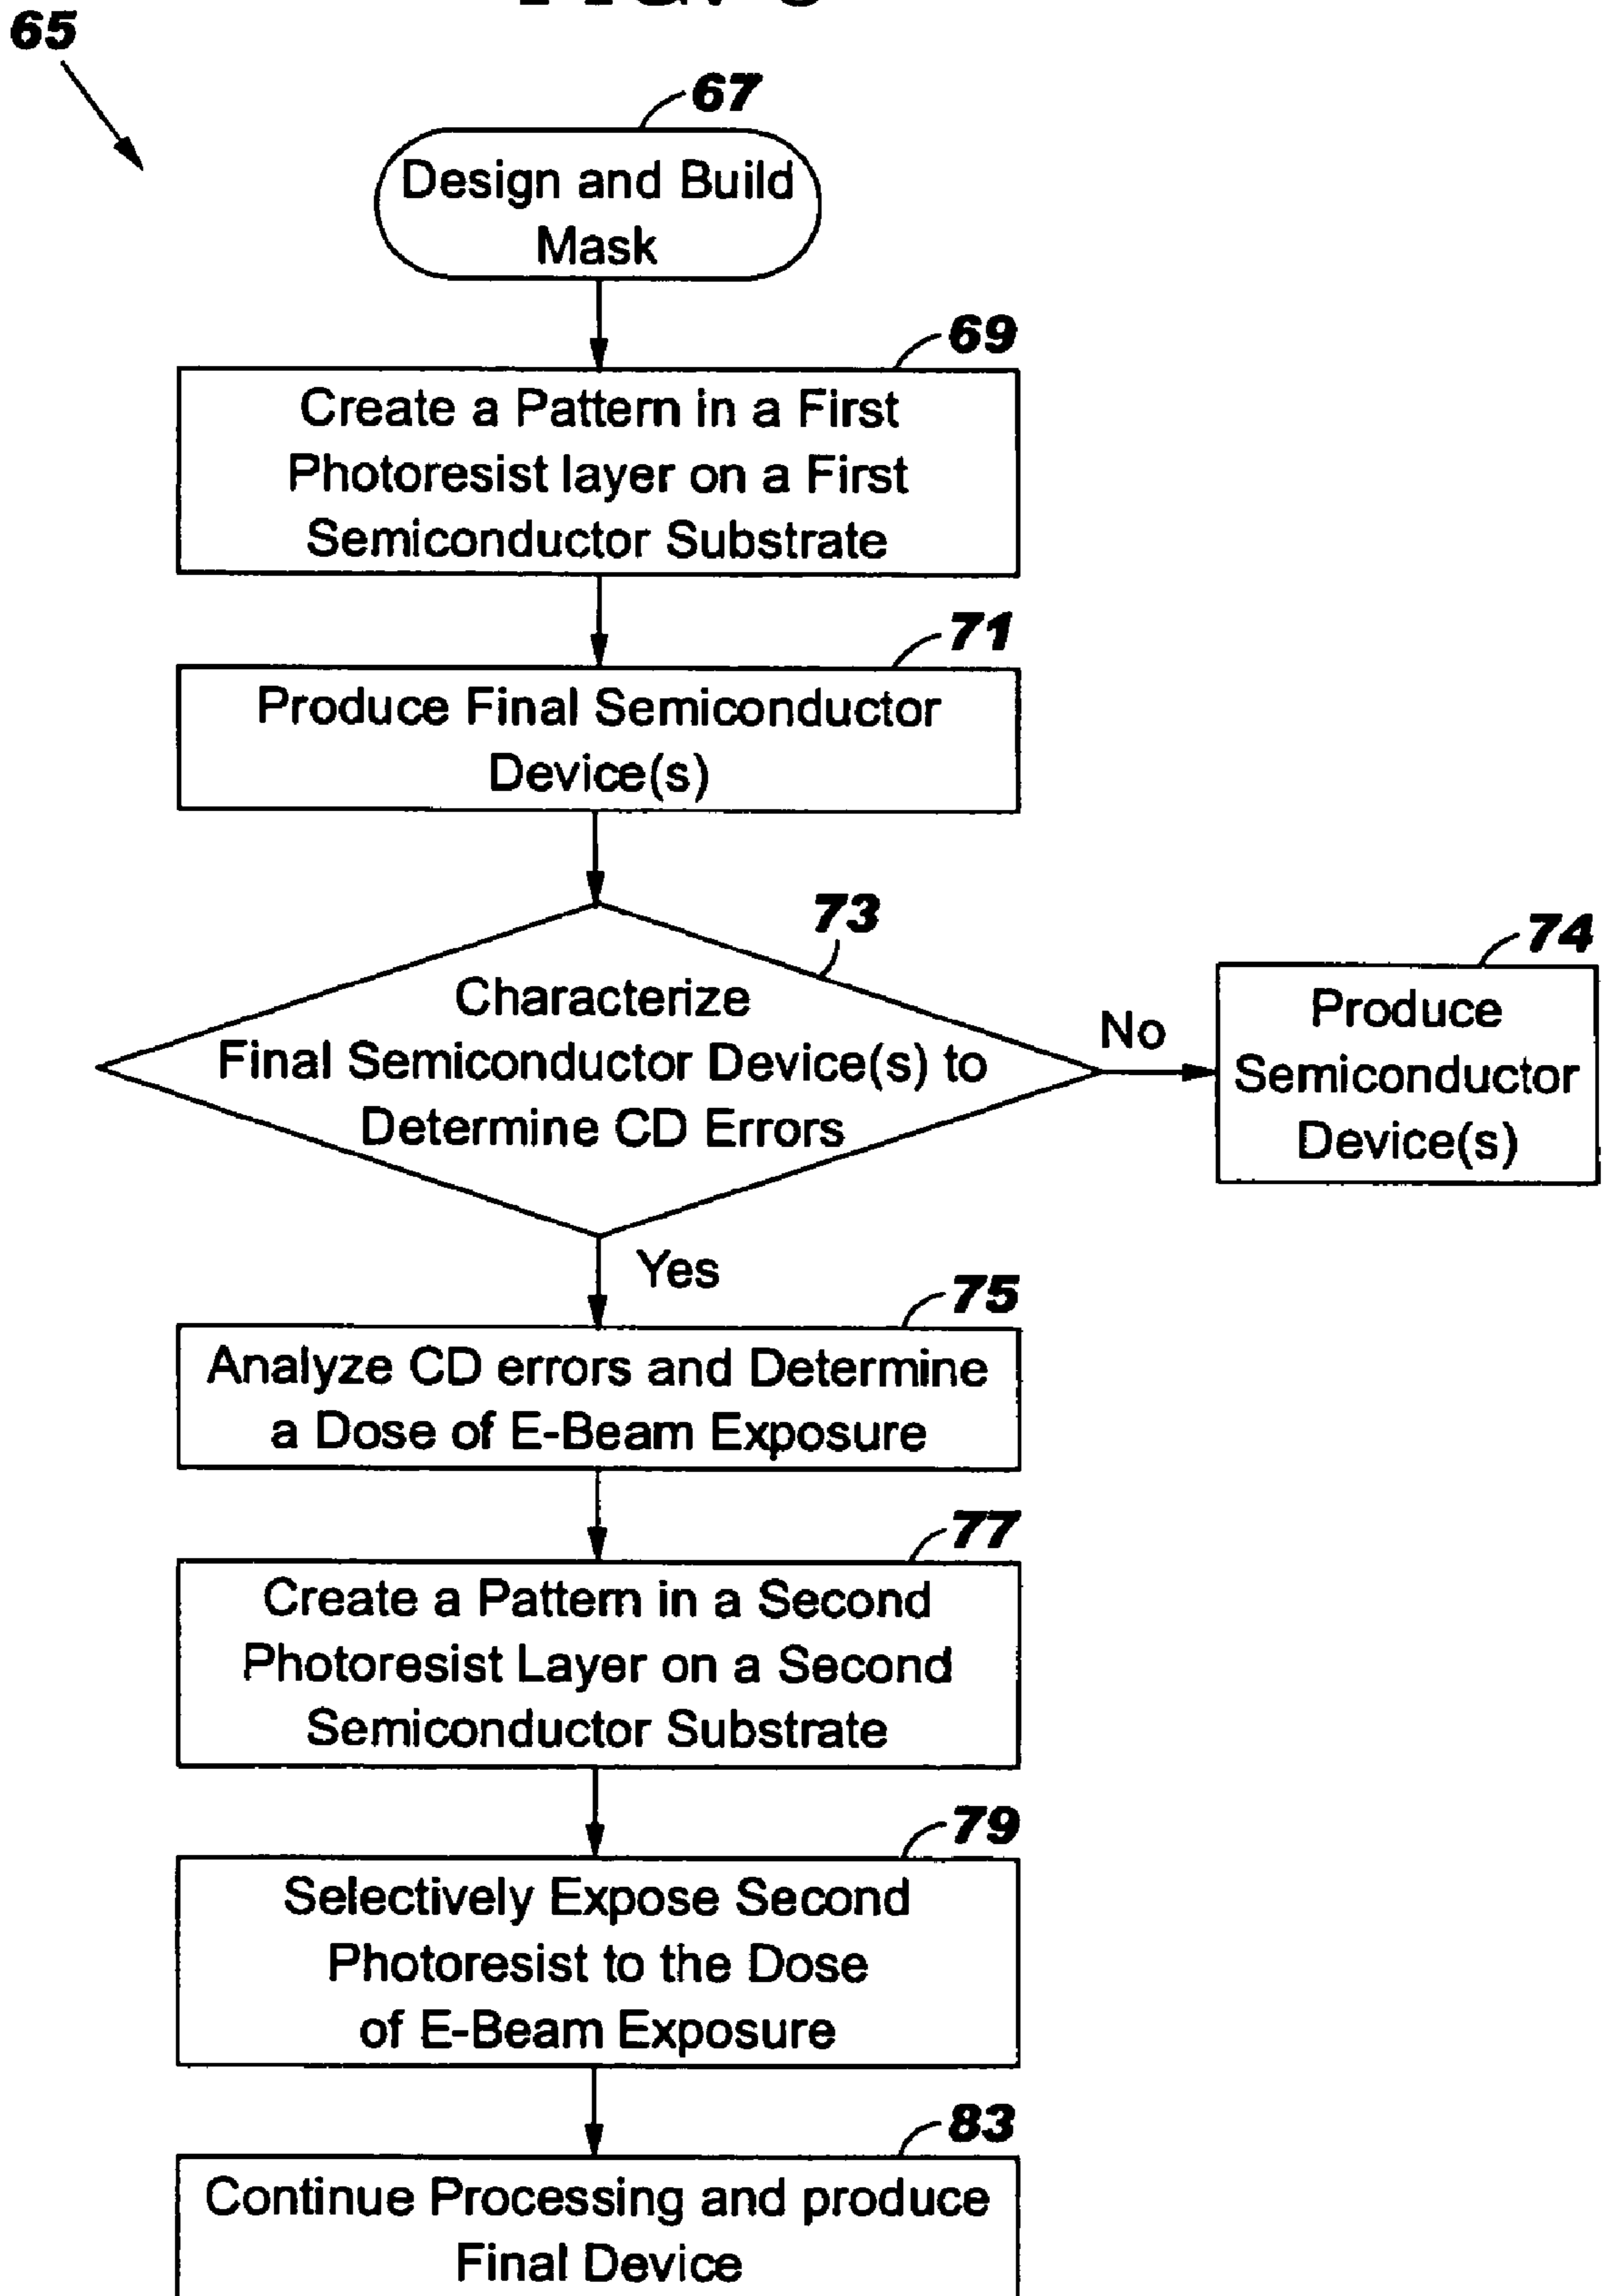 65
67
Design and Build
Mask
69
Create a Pattern in a First
Photoresist layer on a First
Semiconductor Substrate
71
Produce Final Semiconductor
Device(s)
73
Characterize
Final Semiconductor Device(s) to
Determine CD Errors
No
74
Produce
Semiconductor
Device(s)
Yes
75
Analyze CD errors and Determine
a Dose of E-Beam Exposure
77
Create a Pattern in a Second
Photoresist Layer on a Second
Semiconductor Substrate
79
Selectively Expose Second
Photoresist to the Dose
of E-Beam Exposure
83
Continue Processing and produce
Final Device